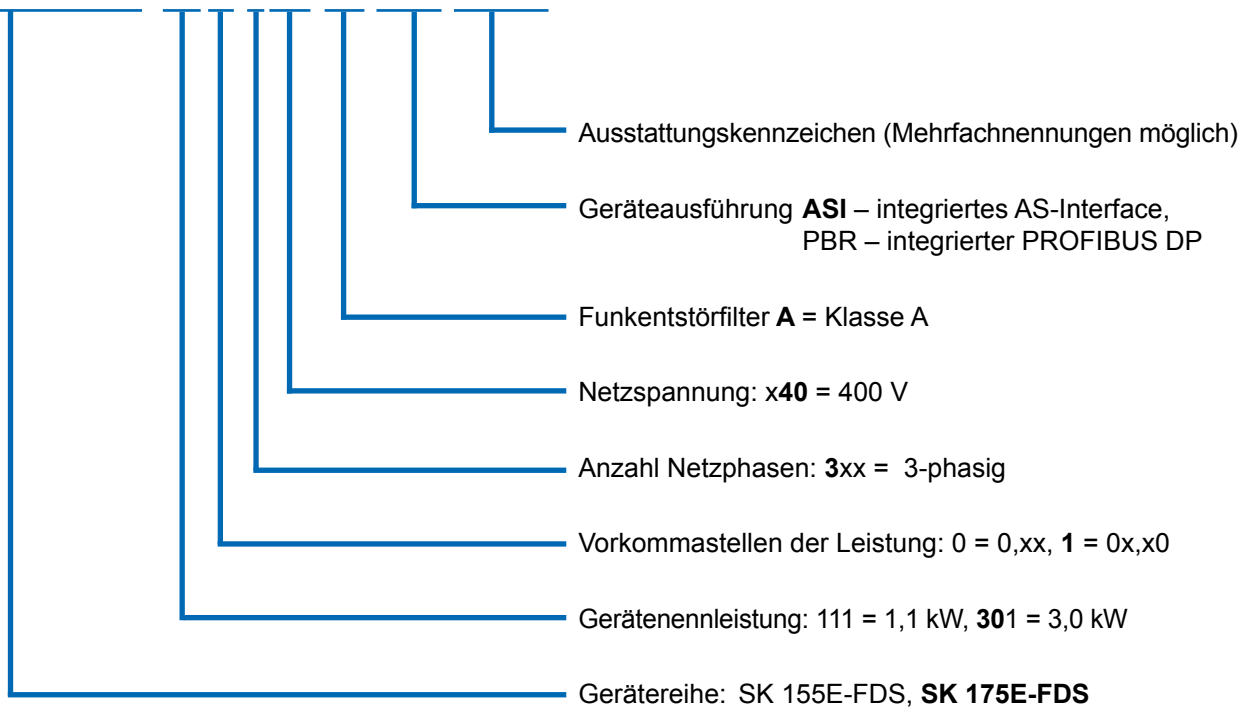 Ausstattungskennzeichen (Mehrfachnennungen möglich)
Geräteausführung ASI – integriertes AS-Interface,
PBR – integrierter PROFIBUS DP
Funkentstörfilter A = Klasse A
Netzspannung: x40 = 400 V
Anzahl Netzphasen: 3xx = 3-phasig
Vorkommastellen der Leistung: 0 = 0,xx, 1 = 0x,x0
Gerätenennleistung: 111 = 1,1 kW, 301 = 3,0 kW
Gerätereihe: SK 155E-FDS, SK 175E-FDS